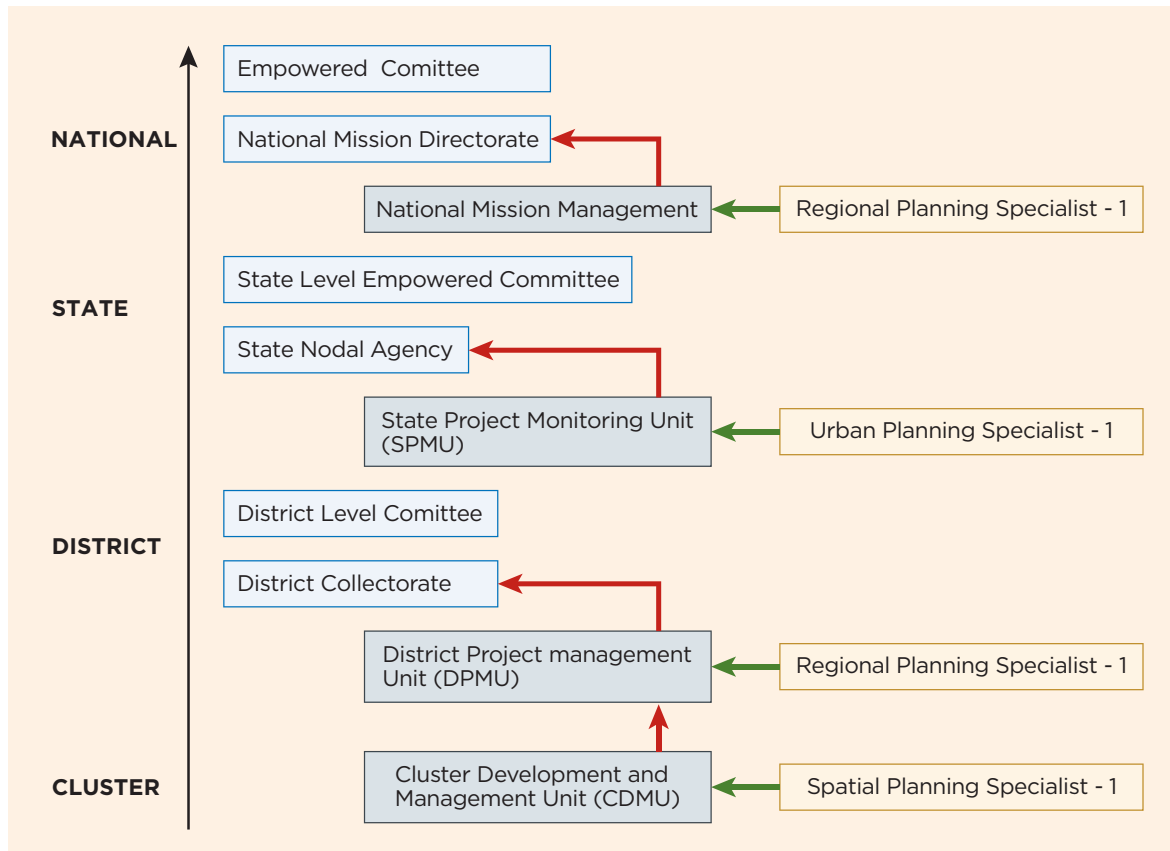 Empowered  Comittee
NATIONAL
National Mission Directorate
National Mission Management
Regional Planning Specialist - 1
State Level Empowered Committee
STATE
State Nodal Agency
State Project Monitoring Unit
(SPMU)
Urban Planning Specialist - 1
District Level Comittee
DISTRICT
District Collectorate
District Project management
Unit (DPMU)
Regional Planning Specialist - 1
CLUSTER
Cluster Development and
Management Unit (CDMU)
Spatial Planning Specialist - 1